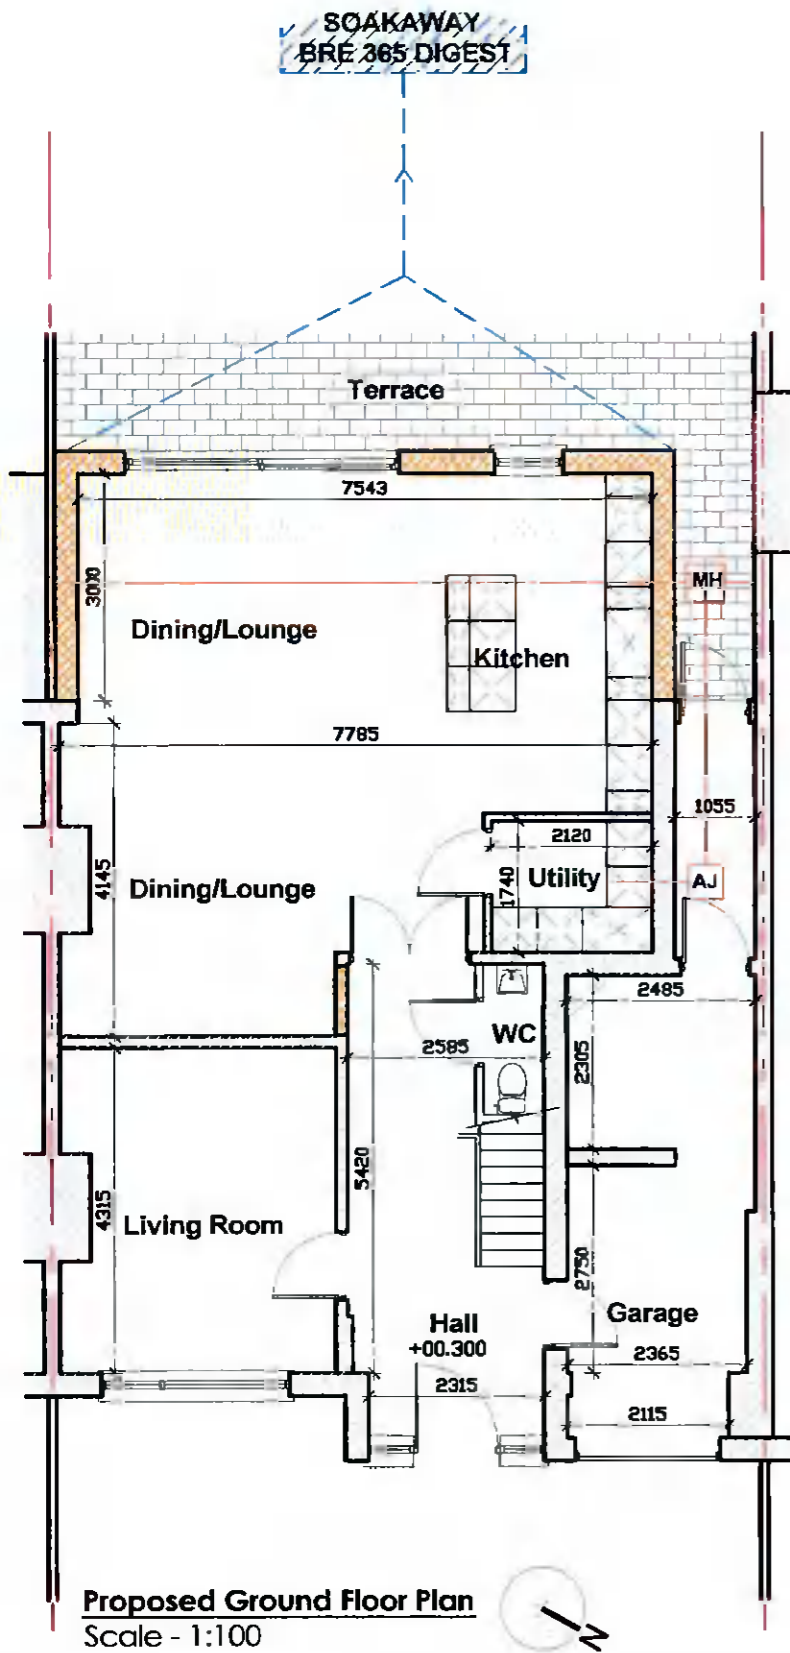 SOAKAWAY
BRE 365 DIGEST
Terrace
7543
3000
MH
Dining/Lounge
Kitchen
7785
1055
2120
4145
Dining/Lounge
1740
Utility
AJ
2485
WC
2585
2305
5420
4315
Living Room
2750
Hall
+00.300
Garage
2365
2315
2115
Proposed Ground Floor Plan
Scale - 1:100
N